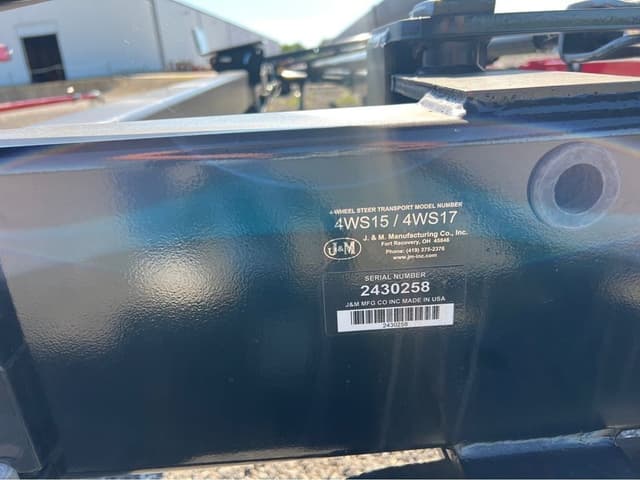 4-WHEEL STEER TRANSPORT MODEL NUMBER
4WS15 / 4WS17
J. & M. Manufacturing Co., Inc.
Fort Recovery, OH 45846
Phone: (419) 375-2376
www.jm-inc.com
J&M
SERIAL NUMBER
2430258
J&M MFG CO INC MADE IN USA
2430258